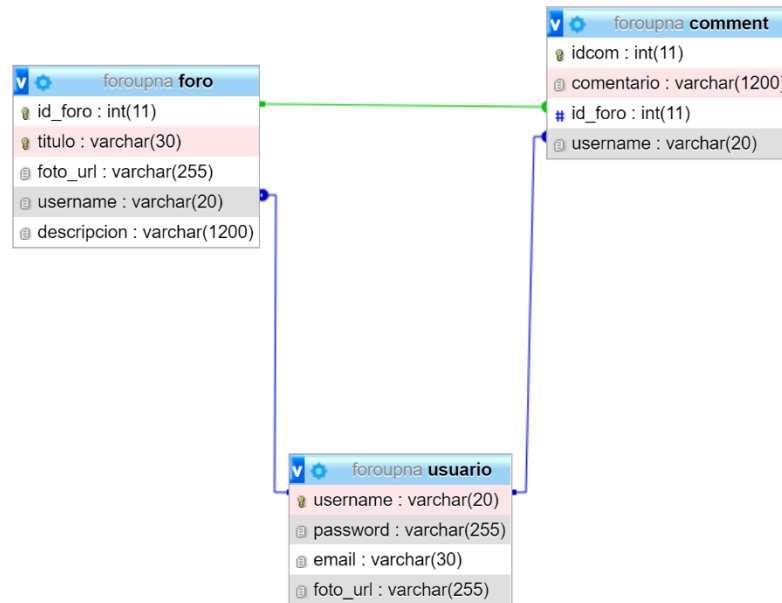 foroupna foro
id_foro : int(11)
titulo : varchar(30)
foto_url : varchar(255)
username : varchar(20)
descripcion : varchar(1200)
v foroupna comment
idcom : int(11)
comentario : varchar(1200)
# id_foro : int(11)
username : varchar(20)
v foroupna usuario
username : varchar(20)
password : varchar(255)
email : varchar(30)
foto_url : varchar(255)